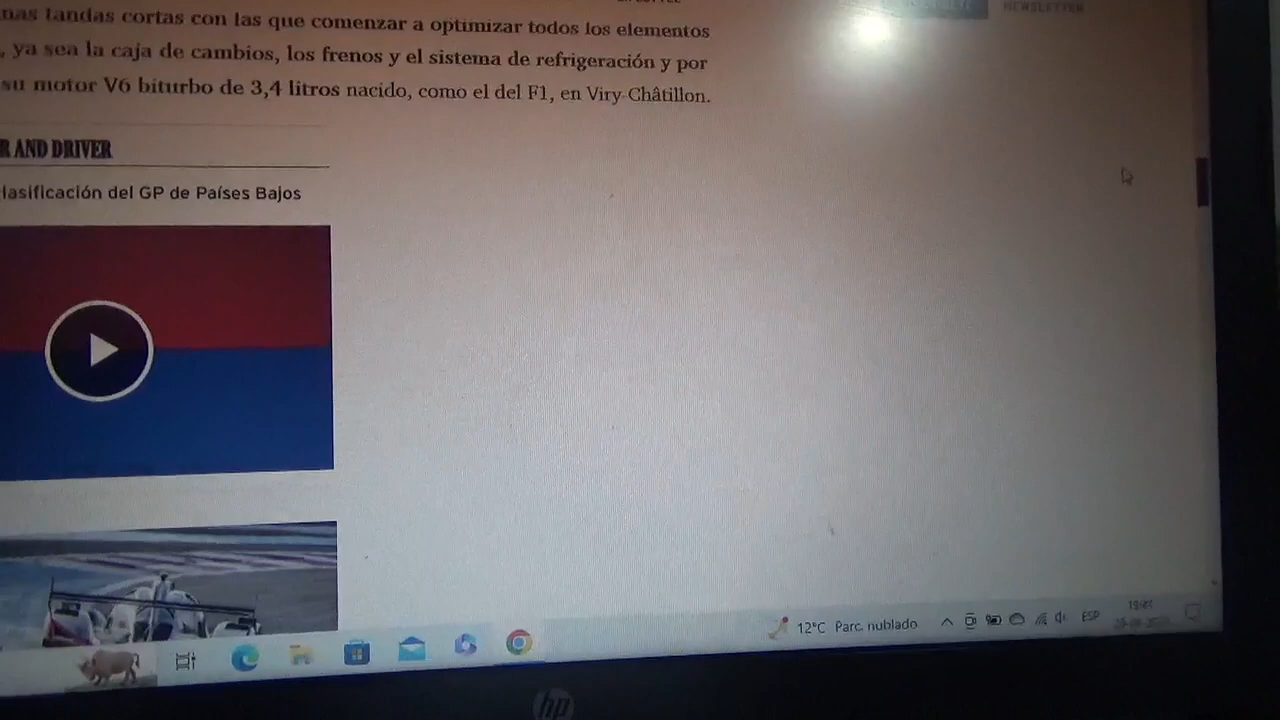 NEWSLETTER
nas tandas cortas con las que comenzar a optimizar todos los elementos
, ya sea la caja de cambios, los frenos y el sistema de refrigeración y por
su motor V6 biturbo de 3,4 litros nacido, como el del F1, en Viry-Châtillon.
R AND DRIVER
lasificación del GP de Países Bajos
12°C Parc. nublado
ESP
hp